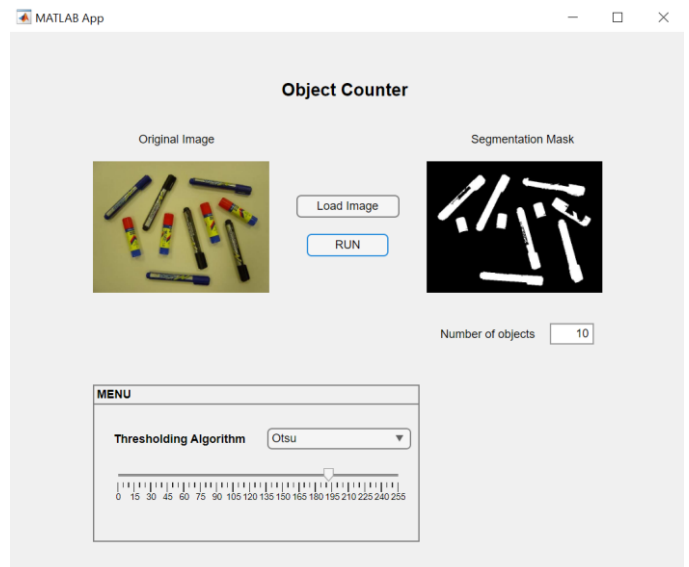 MATLAB App
Object Counter
Original Image
Segmentation Mask
Load Image
RUN
Number of objects 10
MENU
Thresholding Algorithm Otsu
0 15 30 45 60 75 90 105 120 135 150 165 180 195 210 225 240 255